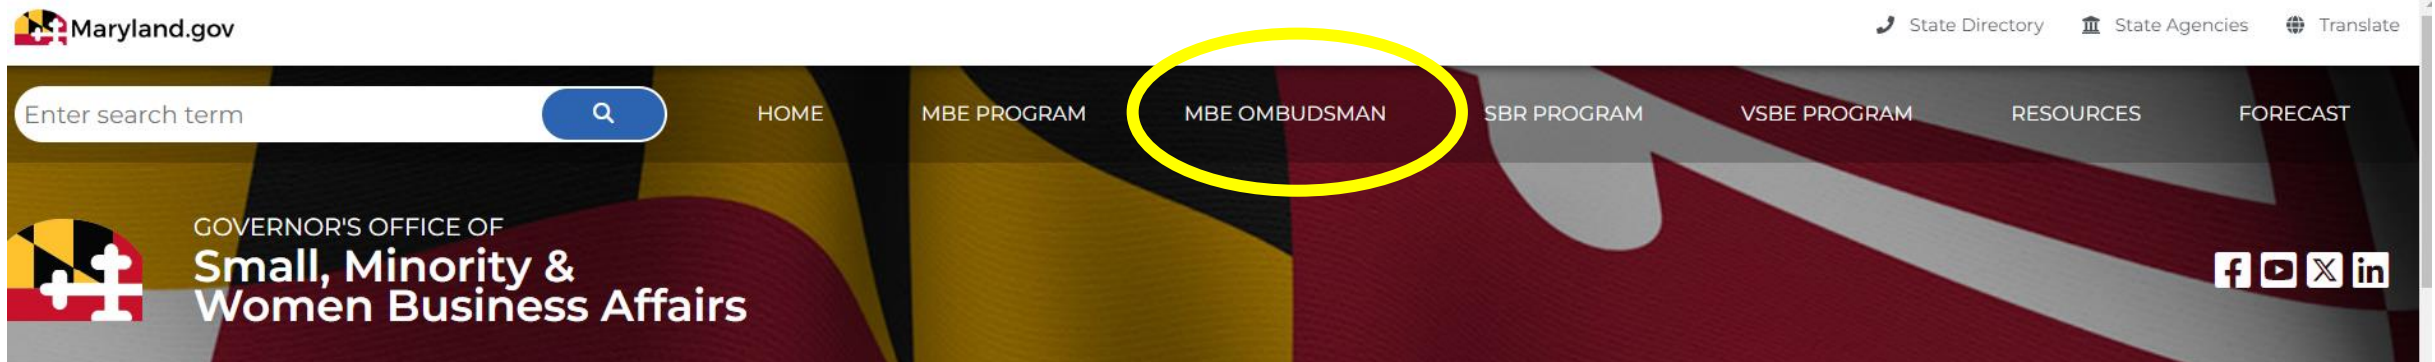 Maryland.gov
State Directory
State Agencies
Translate
Enter search term
HOME
MBE PROGRAM
MBE OMBUDSMAN
SBR PROGRAM
VSBE PROGRAM
RESOURCES
FORECAST
GOVERNOR'S OFFICE OF
Small, Minority &
Women Business Affairs